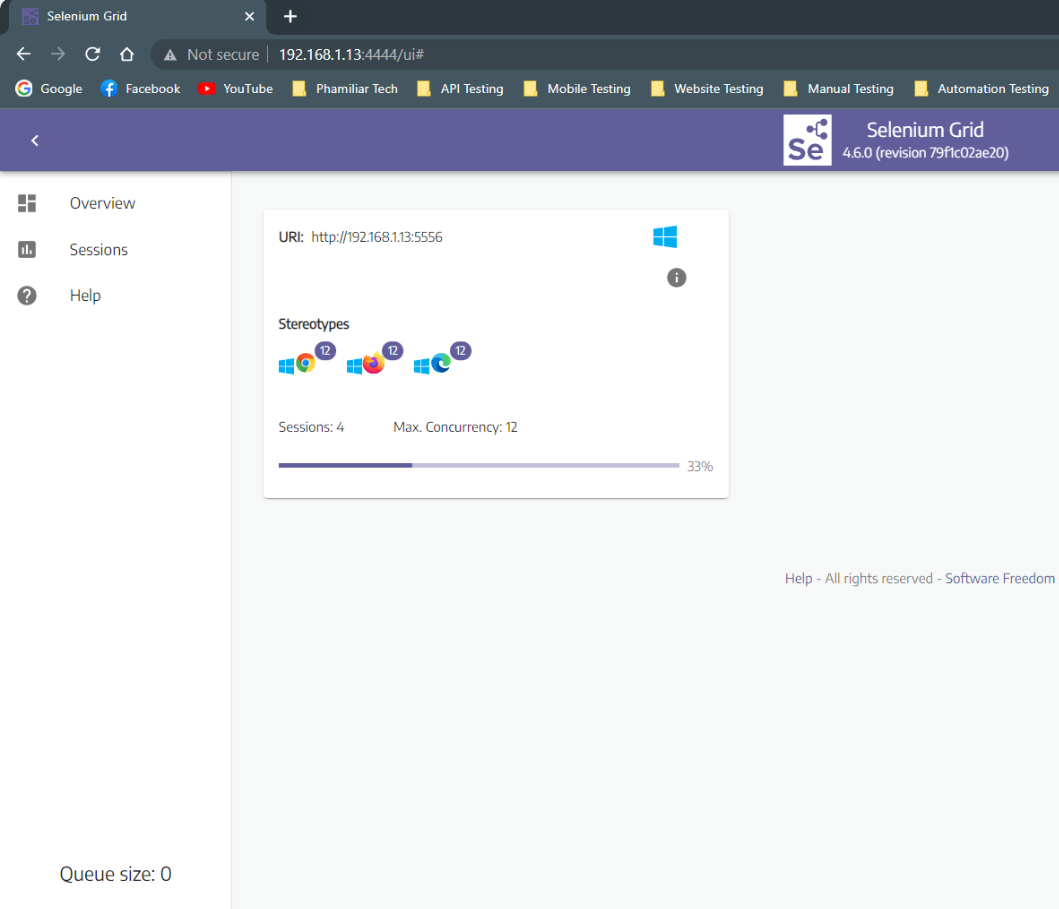 Selenium Grid
Not secure 192.168.1.13:4444/ui#
Google Facebook YouTube Phamiliar Tech API Testing Mobile Testing Website Testing Manual Testing Automation Testing
Se
Selenium Grid
4.6.0 (revision 79f1c02ae20)
Overview
Sessions
Help
Queue size: 0
URI: http://192.168.1.13:5556
Stereotypes
12 12 12
Sessions: 4 Max. Concurrency: 12
33%
Help - All rights reserved - Software Freedom